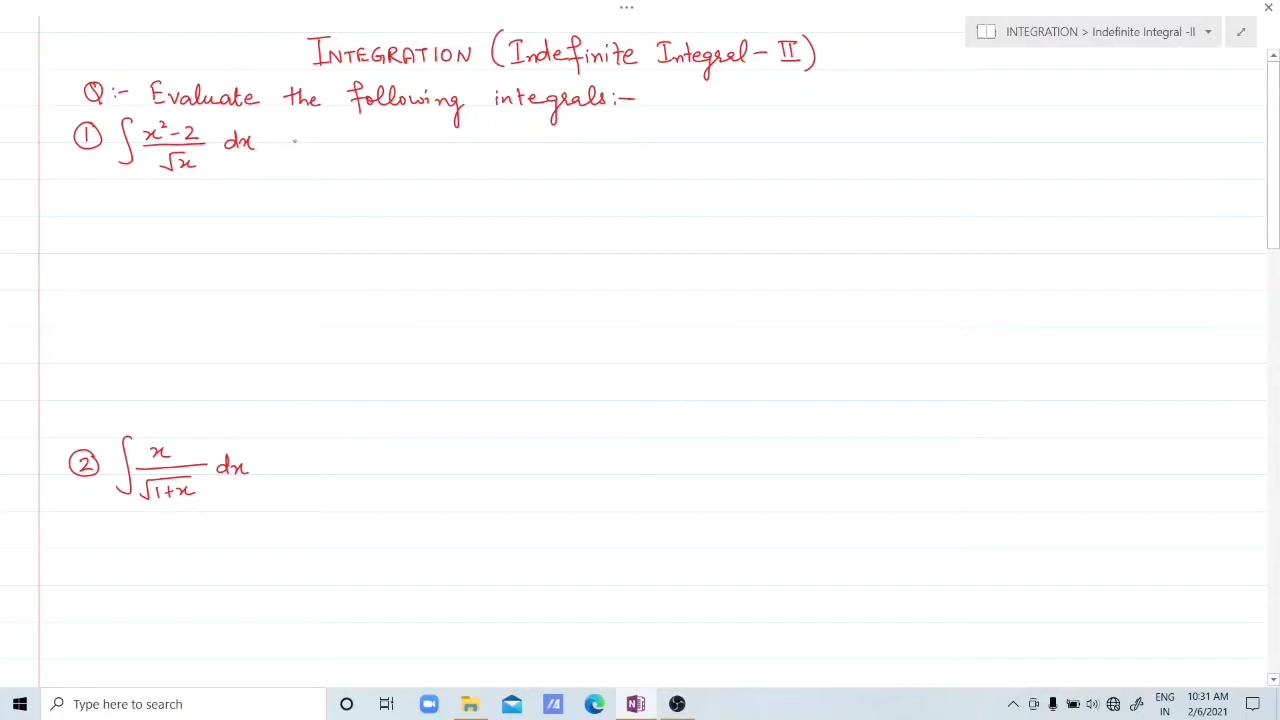 INTEGRATION > Indefinite Integral -II
INTEGRATION (Indefinite Integral - II)
Q:- Evaluate the following integrals:-
① ∫ (x² - 2)/√x dx
② ∫ x/√(1+x) dx
Type here to search
ENG
IN
10:31 AM
2/6/2021